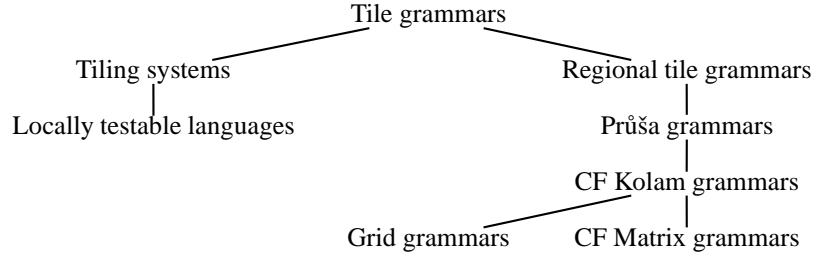 Tile grammars
Tiling systems Regional tile grammars
Locally testable languages Průša grammars
CF Kolam grammars
Grid grammars CF Matrix grammars